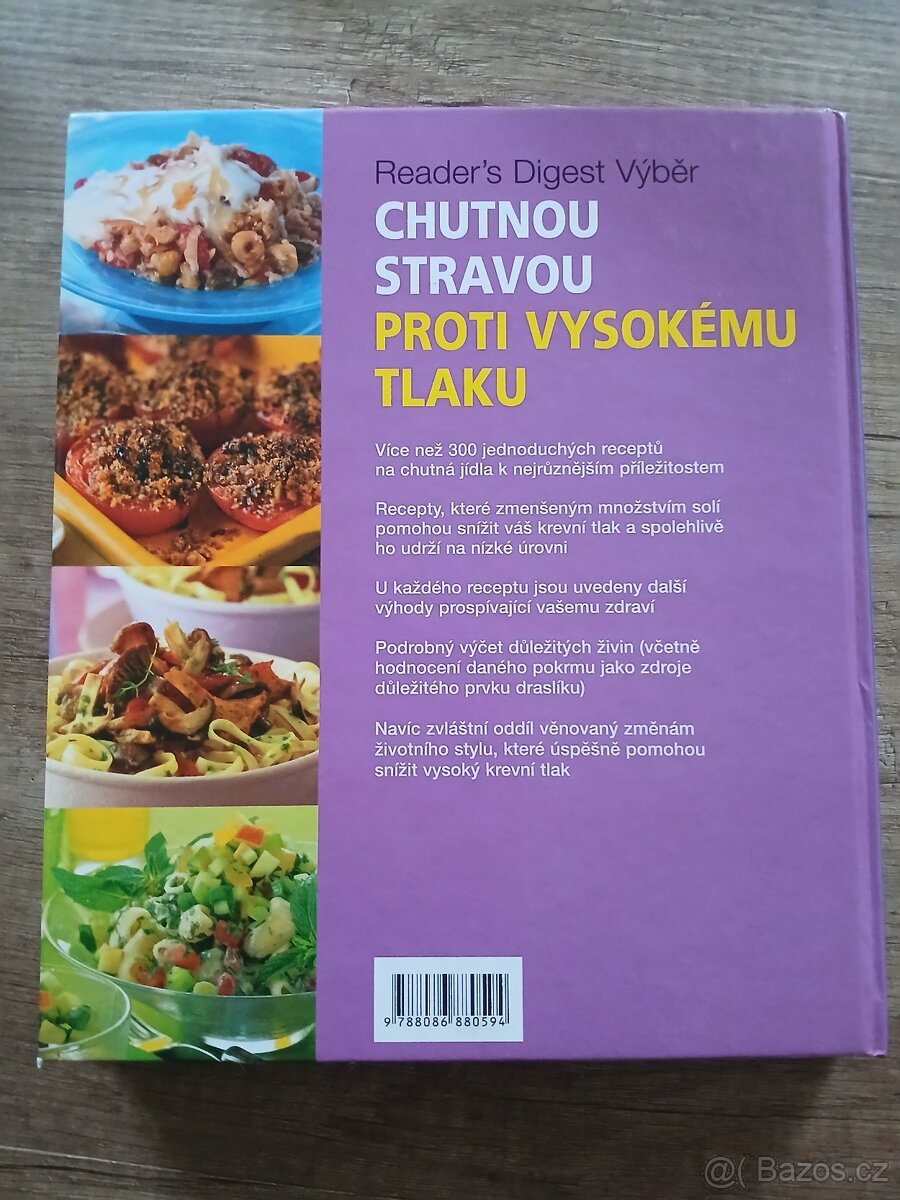 Reader's Digest Výběr
CHUTNOU
STRAVOU
PROTI VYSOKÉMU
TLAKU
Více než 300 jednoduchých receptů
na chutná jídla k nejrůznějším příležitostem
Recepty, které zmenšeným množstvím solí
pomohou snížit váš krevní tlak a spolehlivě
ho udrží na nízké úrovni
U každého receptu jsou uvedeny další
výhody prospívající vašemu zdraví
Podrobný výčet důležitých živin (včetně
hodnocení daného pokrmu jako zdroje
důležitého prvku draslíku)
Navíc zvláštní oddíl věnovaný změnám
životního stylu, které úspěšně pomohou
snížit vysoký krevní tlak
9 788086 880594
@( Bazos.cz